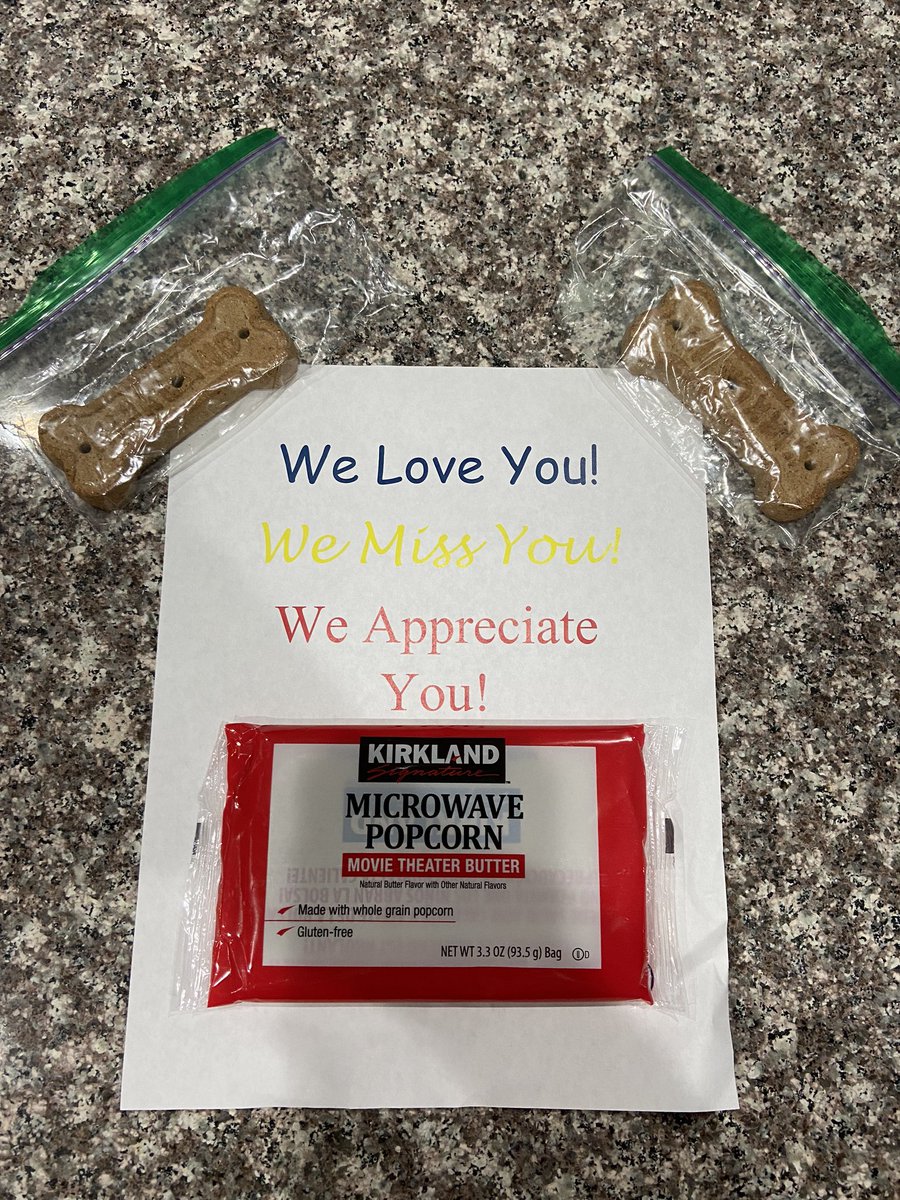 We Love You!
We Miss You!
We Appreciate
You!
KIRKLAND
Signature
MICROWAVE
POPCORN
MOVIE THEATER BUTTER
Natural Butter Flavor with Other Natural Flavors
Made with whole grain popcorn
Gluten-free
NET WT 3.3 OZ (93.5 g) Bag Ⓤ D